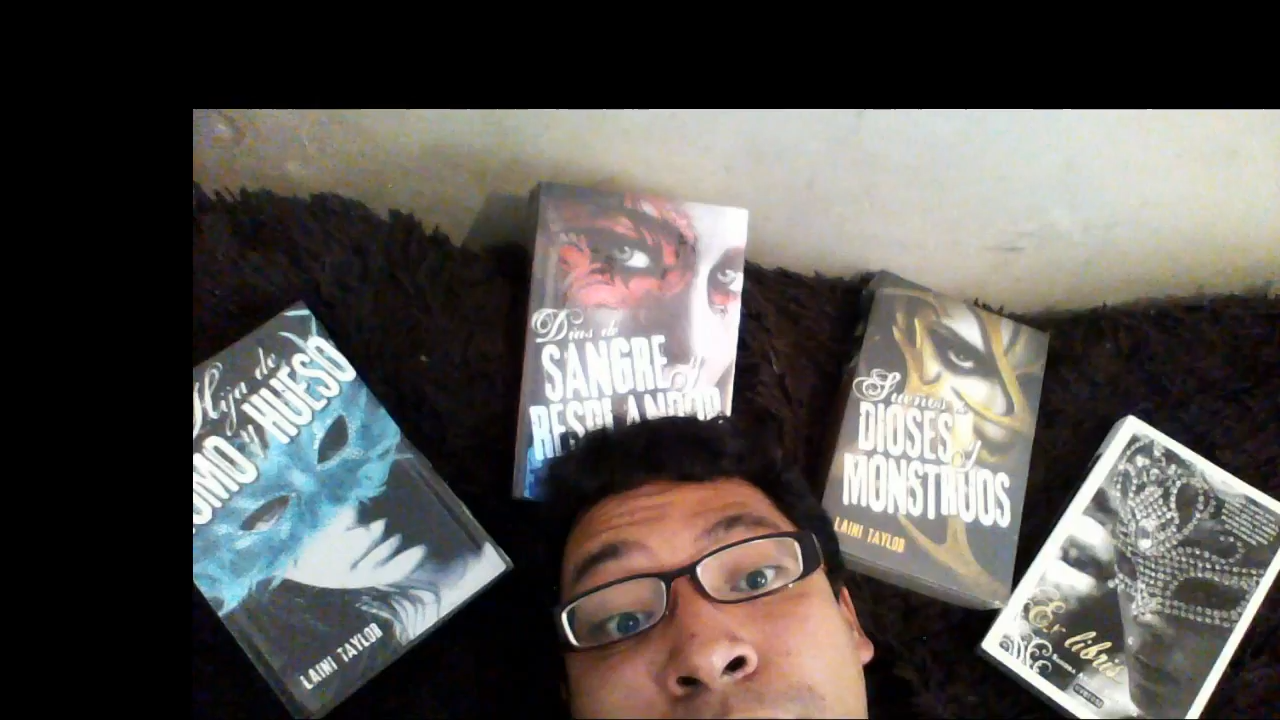 Hija de
HUMO y HUESO
LAINI TAYLOR
Días de
SANGRE y
RESPLANDOR
Sueños de
DIOSES y
MONSTRUOS
LAINI TAYLOR
Ex libris